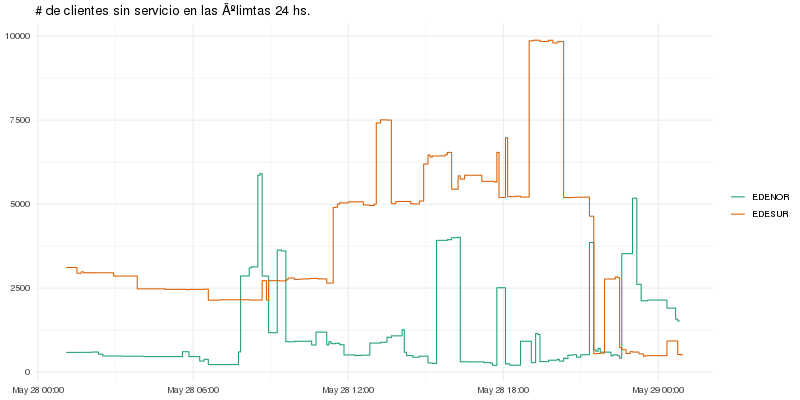 # de clientes sin servicio en las Ãºlimtas 24 hs.
10000
7500
5000
2500
0
May 28 00:00
May 28 06:00
May 28 12:00
May 28 18:00
May 29 00:00
EDENOR
EDESUR